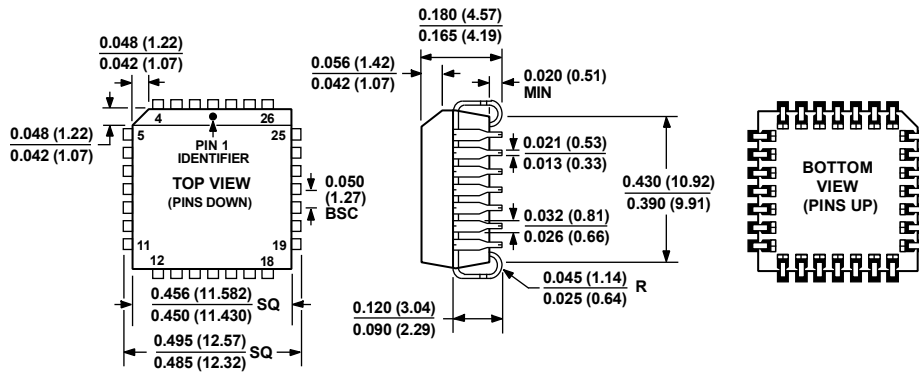 0.048 (1.22)
0.042 (1.07)
0.048 (1.22)
0.042 (1.07)
4
26
5
25
PIN 1
IDENTIFIER
TOP VIEW
(PINS DOWN)
11
19
12
18
0.050
(1.27)
BSC
0.456 (11.582)
0.450 (11.430)
SQ
0.495 (12.57)
0.485 (12.32)
SQ
0.180 (4.57)
0.165 (4.19)
0.056 (1.42)
0.042 (1.07)
0.020 (0.51)
MIN
0.021 (0.53)
0.013 (0.33)
0.032 (0.81)
0.026 (0.66)
0.430 (10.92)
0.390 (9.91)
0.045 (1.14)
0.025 (0.64)
R
0.120 (3.04)
0.090 (2.29)
BOTTOM
VIEW
(PINS UP)